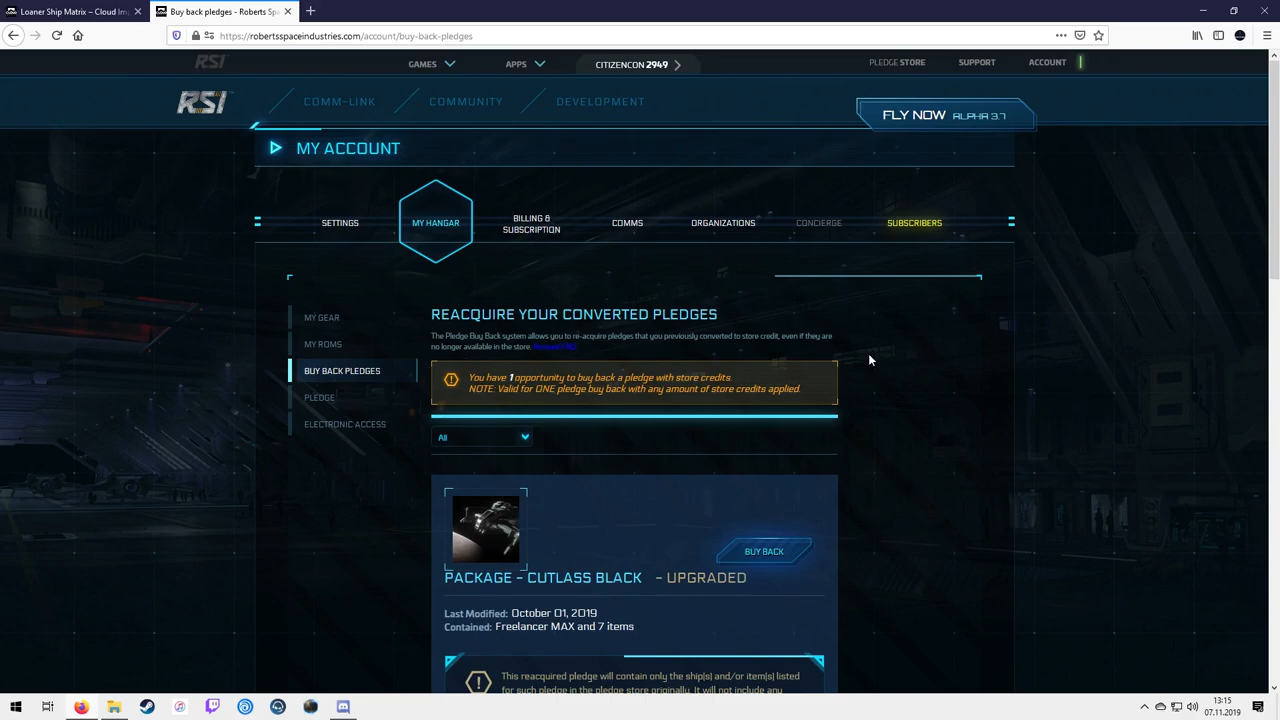 Loaner Ship Matrix – Cloud Im
Buy back pledges - Roberts Spa
https://robertsspaceindustries.com/account/buy-back-pledges
RSI
GAMES
APPS
CITIZENCON 2949
PLEDGE STORE
SUPPORT
ACCOUNT
RSI
COMM-LINK
COMMUNITY
DEVELOPMENT
FLY NOW ALPHA 3.7
MY ACCOUNT
SETTINGS
MY HANGAR
BILLING &
SUBSCRIPTION
COMMS
ORGANIZATIONS
CONCIERGE
SUBSCRIBERS
MY GEAR
MY ROMS
BUY BACK PLEDGES
PLEDGE
ELECTRONIC ACCESS
REACQUIRE YOUR CONVERTED PLEDGES
The Pledge Buy Back system allows you to re-acquire pledges that you previously converted to store credit, even if they are
no longer available in the store.
You have 1 opportunity to buy back a pledge with store credits.
NOTE: Valid for ONE pledge buy back with any amount of store credits applied.
All
BUY BACK
PACKAGE - CUTLASS BLACK - UPGRADED
Last Modified: October 01, 2019
Contained: Freelancer MAX and 7 items
This reacquired pledge will contain only the ship(s) and/or item(s) listed
for such pledge in the pledge store originally. It will not include any
13:15
07.11.2019